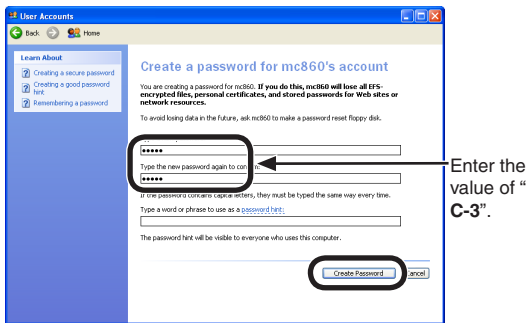 User Accounts
Back Home
Learn About
Creating a secure password
Creating a good password
hint
Remembering a password
Create a password for mc860's account
You are creating a password for mc860. If you do this, mc860 will lose all EFS-
encrypted files, personal certificates, and stored passwords for Web sites or
network resources.
To avoid losing data in the future, ask mc860 to make a password reset floppy disk.
Type the new password again to confirm:
If the password contains capital letters, they must be typed the same way every time.
Type a word or phrase to use as a password hint:
The password hint will be visible to everyone who uses this computer.
Create Password Cancel
Enter the
value of "
C-3".